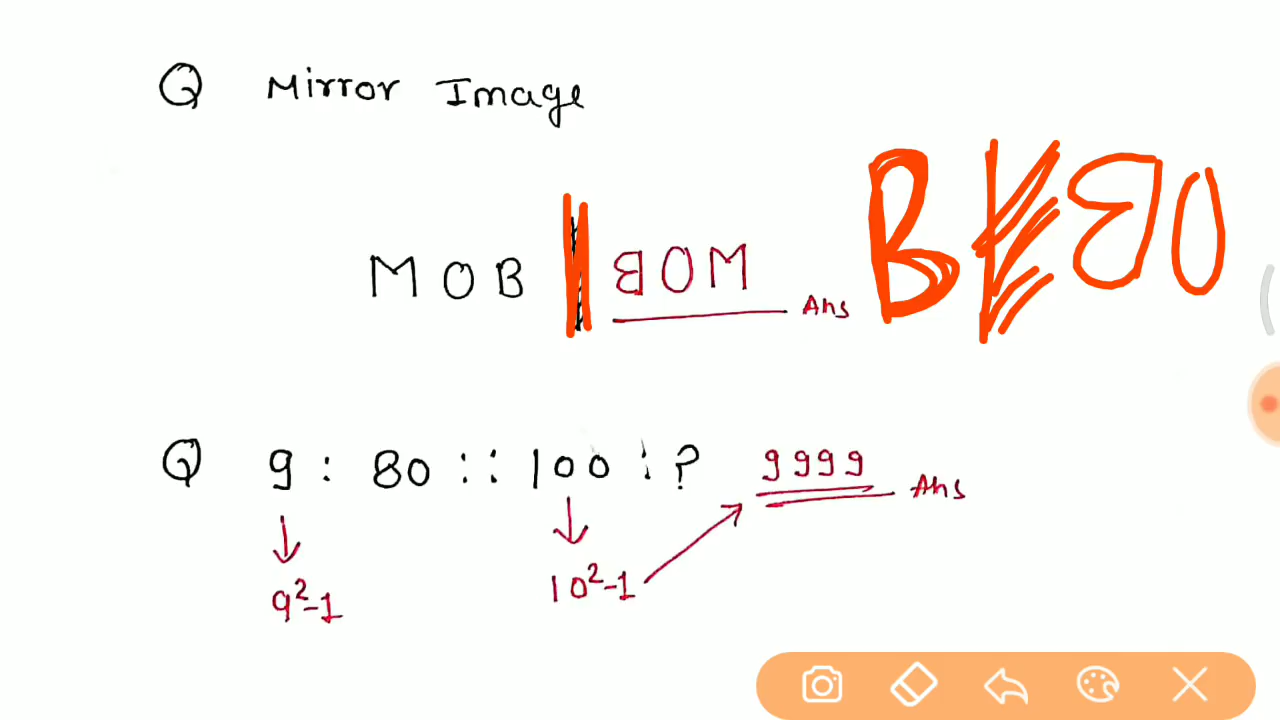 Q Mirror Image
MOB BOM Ans B B O
Q 9 : 80 :: 100 : ? 9999 Ans
9²-1 10²-1